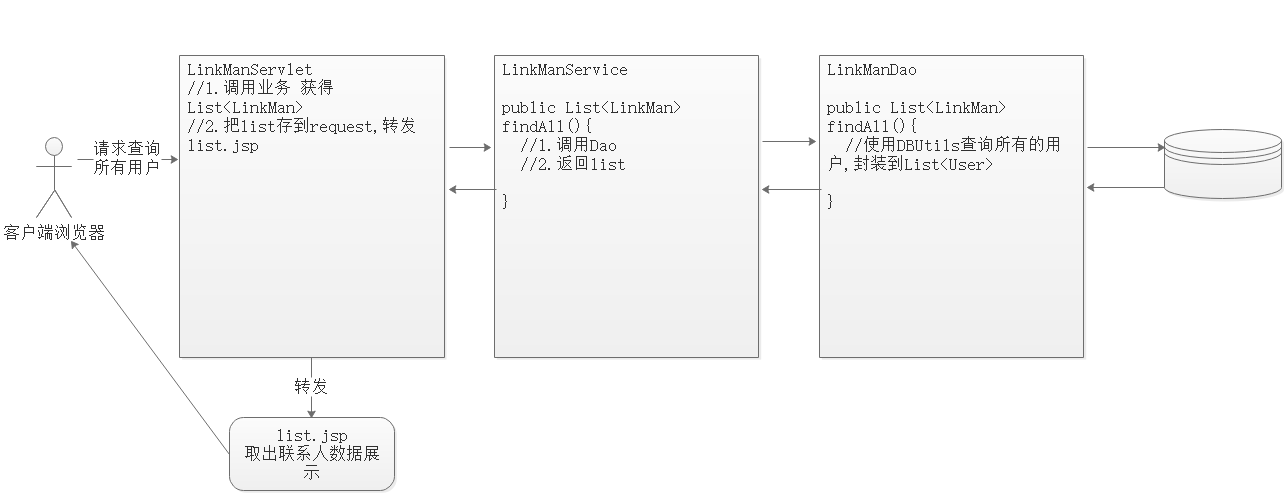 请求查询
所有用户
客户端浏览器
LinkManServlet
//1.调用业务 获得
List<LinkMan>
//2.把list存到request,转发
list.jsp
LinkManService
public List<LinkMan>
findAll(){
//1.调用Dao
//2.返回list
}
LinkManDao
public List<LinkMan>
findAll(){
//使用DBUtils查询所有的用
户,封装到List<User>
}
转发
list.jsp
取出联系人数据展
示